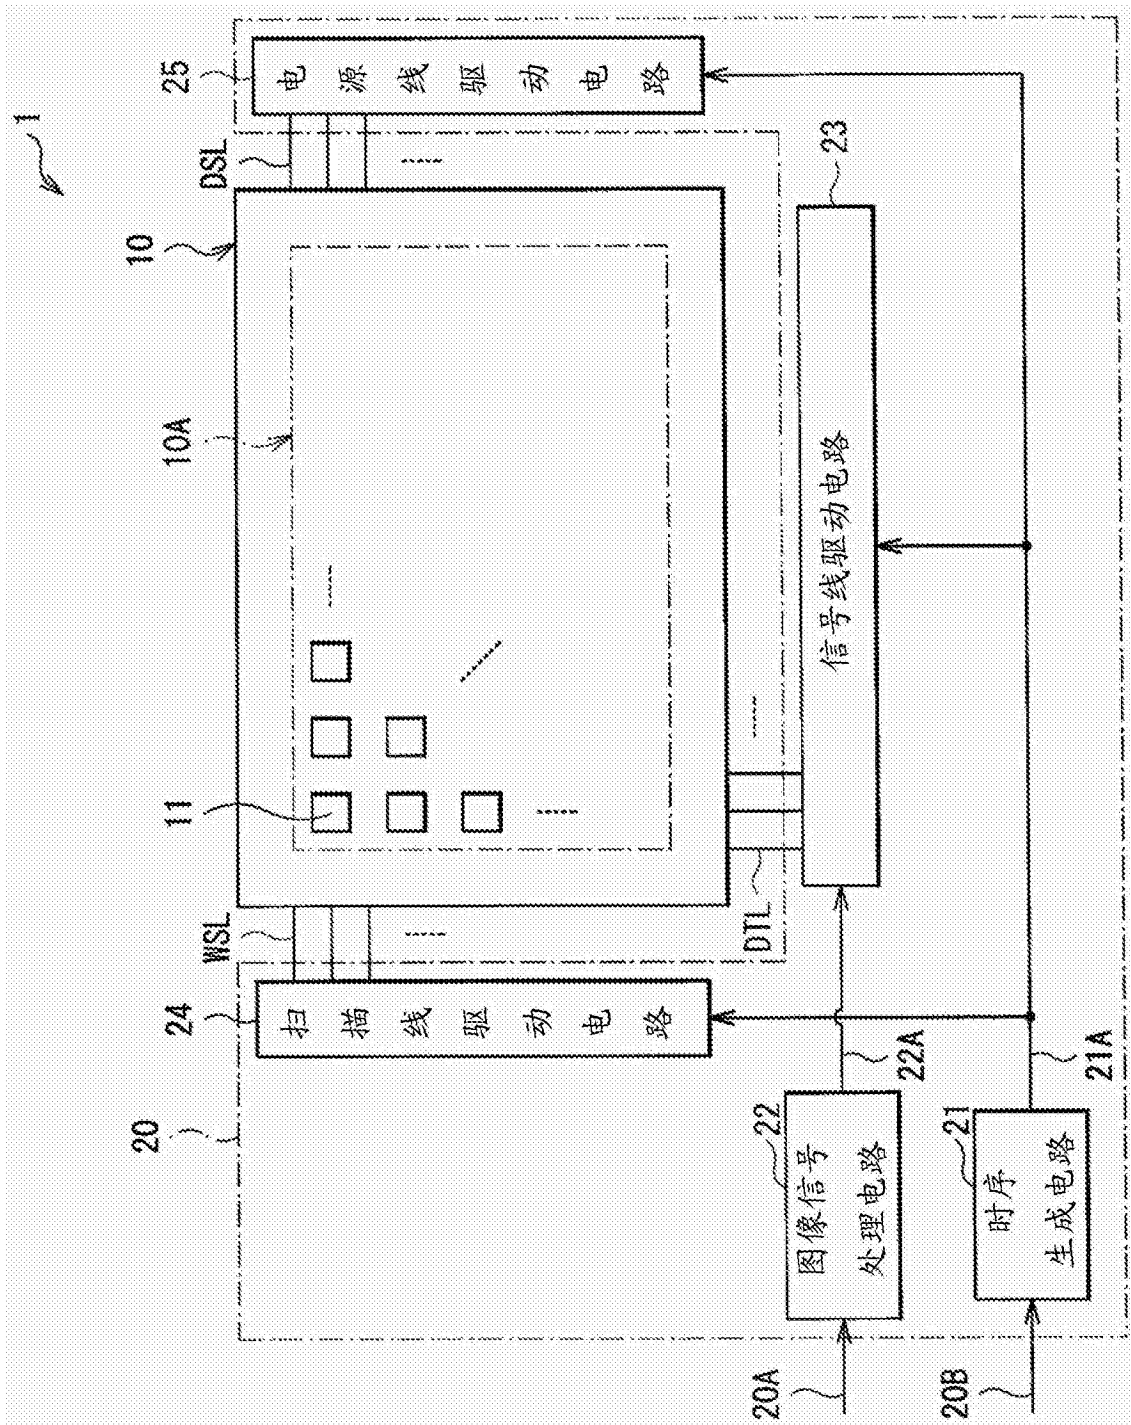 1
10
10A
11
20
24
扫描线驱动电路
WSL
DSL
25
电源线驱动电路
DTL
23
信号线驱动电路
22
图像信号
处理电路
22A
20A
21
时序
生成电路
21A
20B